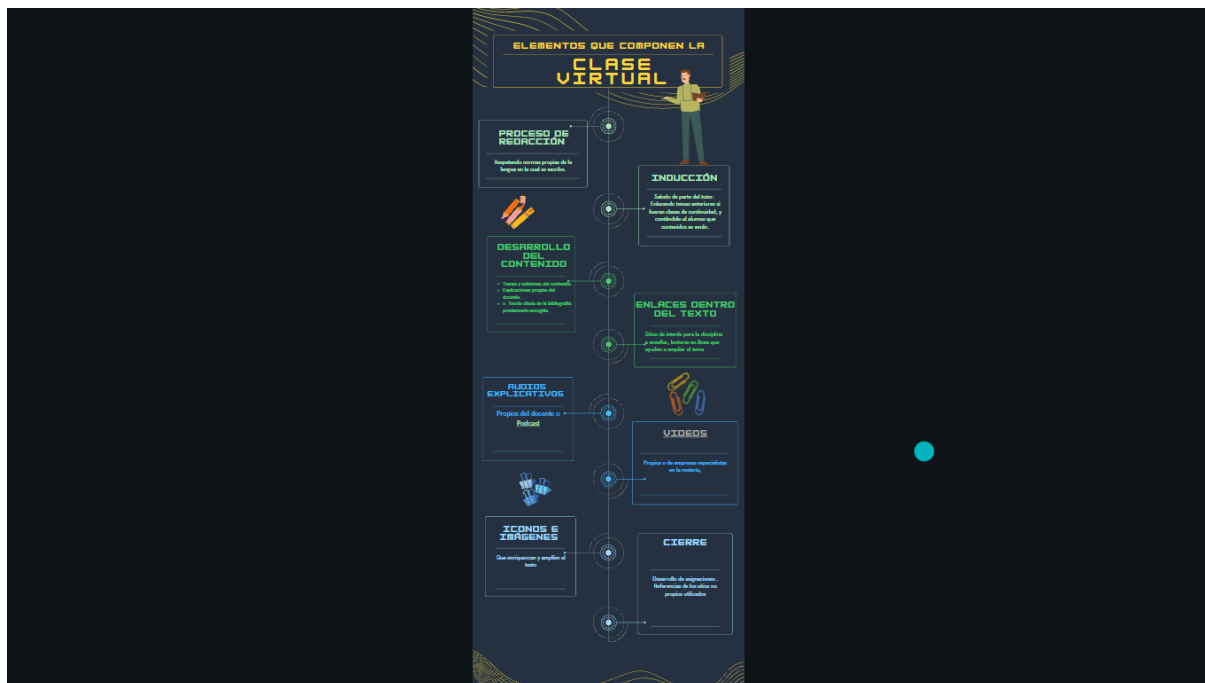 ELEMENTOS QUE COMPONEN LA
CLASE
VIRTUAL
PROCESO DE
REDACCIÓN
Respetando normas propias de la
lengua en la cual se escribe.
INDUCCIÓN
Saludo de parte del tutor.
Enlazando temas anteriores si
fueran clases de continuidad, y
contándole al alumno que
contenidos se verán.
DESARROLLO
DEL
CONTENIDO
• Temas y subtemas del contenido.
• Explicaciones propias del
docente
• o Teoría citada de la bibliografía
previamente escogida.
ENLACES DENTRO
DEL TEXTO
Sitios de interés para la disciplina
a enseñar, lecturas en línea que
ayuden a ampliar el tema
AUDIOS
EXPLICATIVOS
Propios del docente o
Podcast
VIDEOS
Propios o de empresas especialistas
en la materia,
ICONOS E
IMÁGENES
Que enriquezcan y amplíen el
texto
CIERRE
Desarrollo de asignaciones .
Referencias de los sitios no
propios utilizados